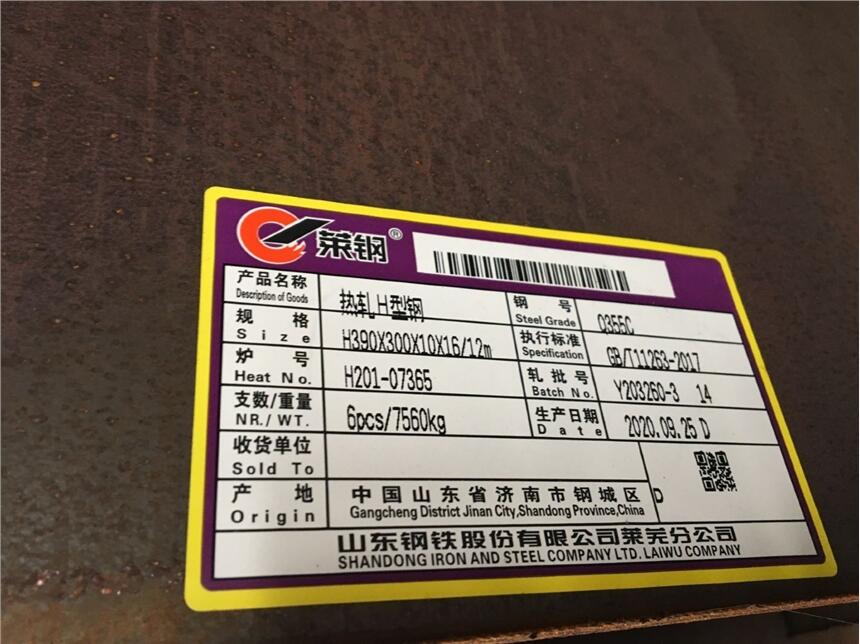 莱钢®
产品名称 热轧H型钢 钢号
Description of Goods Steel Grade Q355C
规格 H390X300X10X16/12m 执行标准
Size Specification GB/T11263-2017
炉号 H201-07365 轧批号
Heat No. Batch No. Y203260-3 14
支数/重量 6pcs/7560kg 生产日期
NR./WT. Date 2020.09.25 D
收货单位
Sold To
产地 中国山东省济南市钢城区 D
Origin Gangcheng District Jinan City,Shandong Province,China
山东钢铁股份有限公司莱芜分公司
SHANDONG IRON AND STEEL COMPANY LTD. LAIWU COMPANY